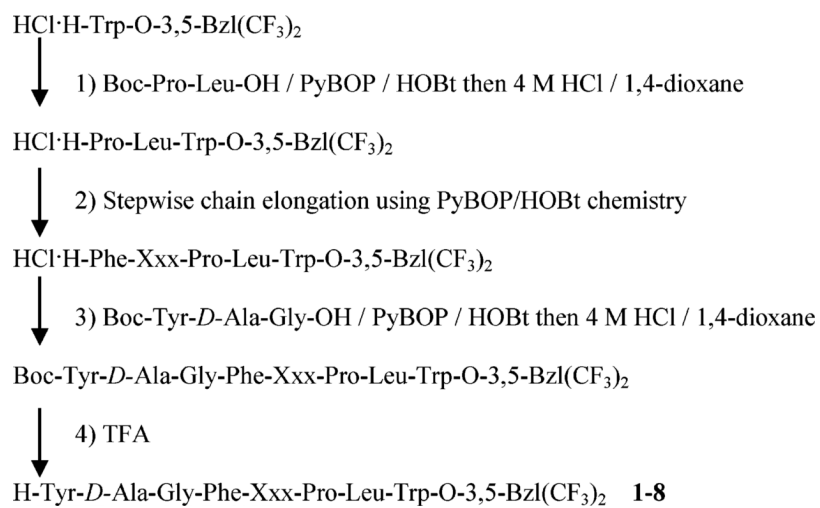 HCl·H-Trp-O-3,5-Bzl(CF₃)₂
1) Boc-Pro-Leu-OH / PyBOP / HOBt then 4 M HCl / 1,4-dioxane
HCl·H-Pro-Leu-Trp-O-3,5-Bzl(CF₃)₂
2) Stepwise chain elongation using PyBOP/HOBt chemistry
HCl·H-Phe-Xxx-Pro-Leu-Trp-O-3,5-Bzl(CF₃)₂
3) Boc-Tyr-D-Ala-Gly-OH / PyBOP / HOBt then 4 M HCl / 1,4-dioxane
Boc-Tyr-D-Ala-Gly-Phe-Xxx-Pro-Leu-Trp-O-3,5-Bzl(CF₃)₂
4) TFA
H-Tyr-D-Ala-Gly-Phe-Xxx-Pro-Leu-Trp-O-3,5-Bzl(CF₃)₂ 1-8